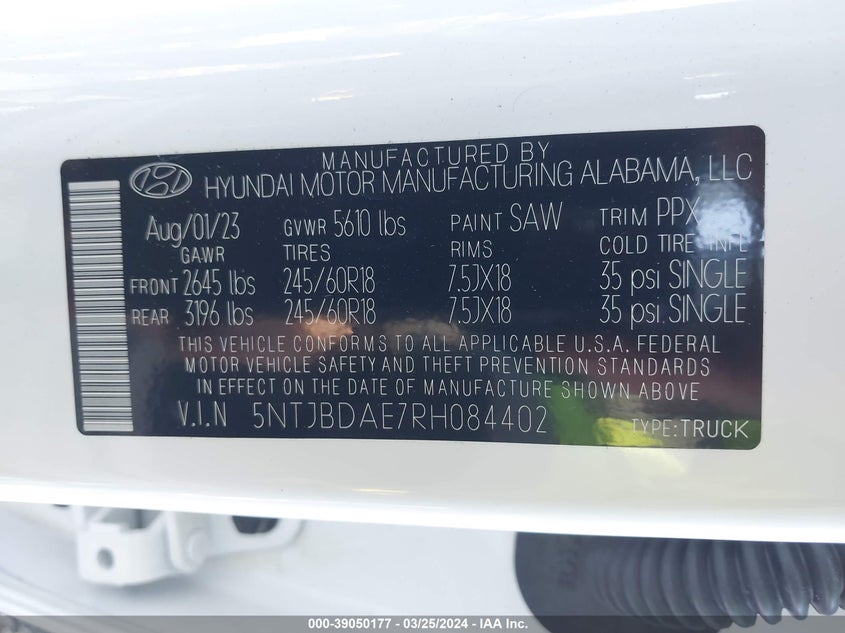 MANUFACTURED BY
HYUNDAI MOTOR MANUFACTURING ALABAMA, LLC
Aug/01/23 GVWR 5610 lbs PAINT SAW TRIM PPX
GAWR TIRES RIMS COLD TIRE INFL
FRONT 2645 lbs 245/60R18 7.5JX18 35 psi SINGLE
REAR 3196 lbs 245/60R18 7.5JX18 35 psi SINGLE
THIS VEHICLE CONFORMS TO ALL APPLICABLE U.S.A. FEDERAL
MOTOR VEHICLE SAFETY AND THEFT PREVENTION STANDARDS
IN EFFECT ON THE DATE OF MANUFACTURE SHOWN ABOVE
V.I.N 5NTJBDAE7RH084402 TYPE:TRUCK
000-39050177 - 03/25/2024 - IAA Inc.